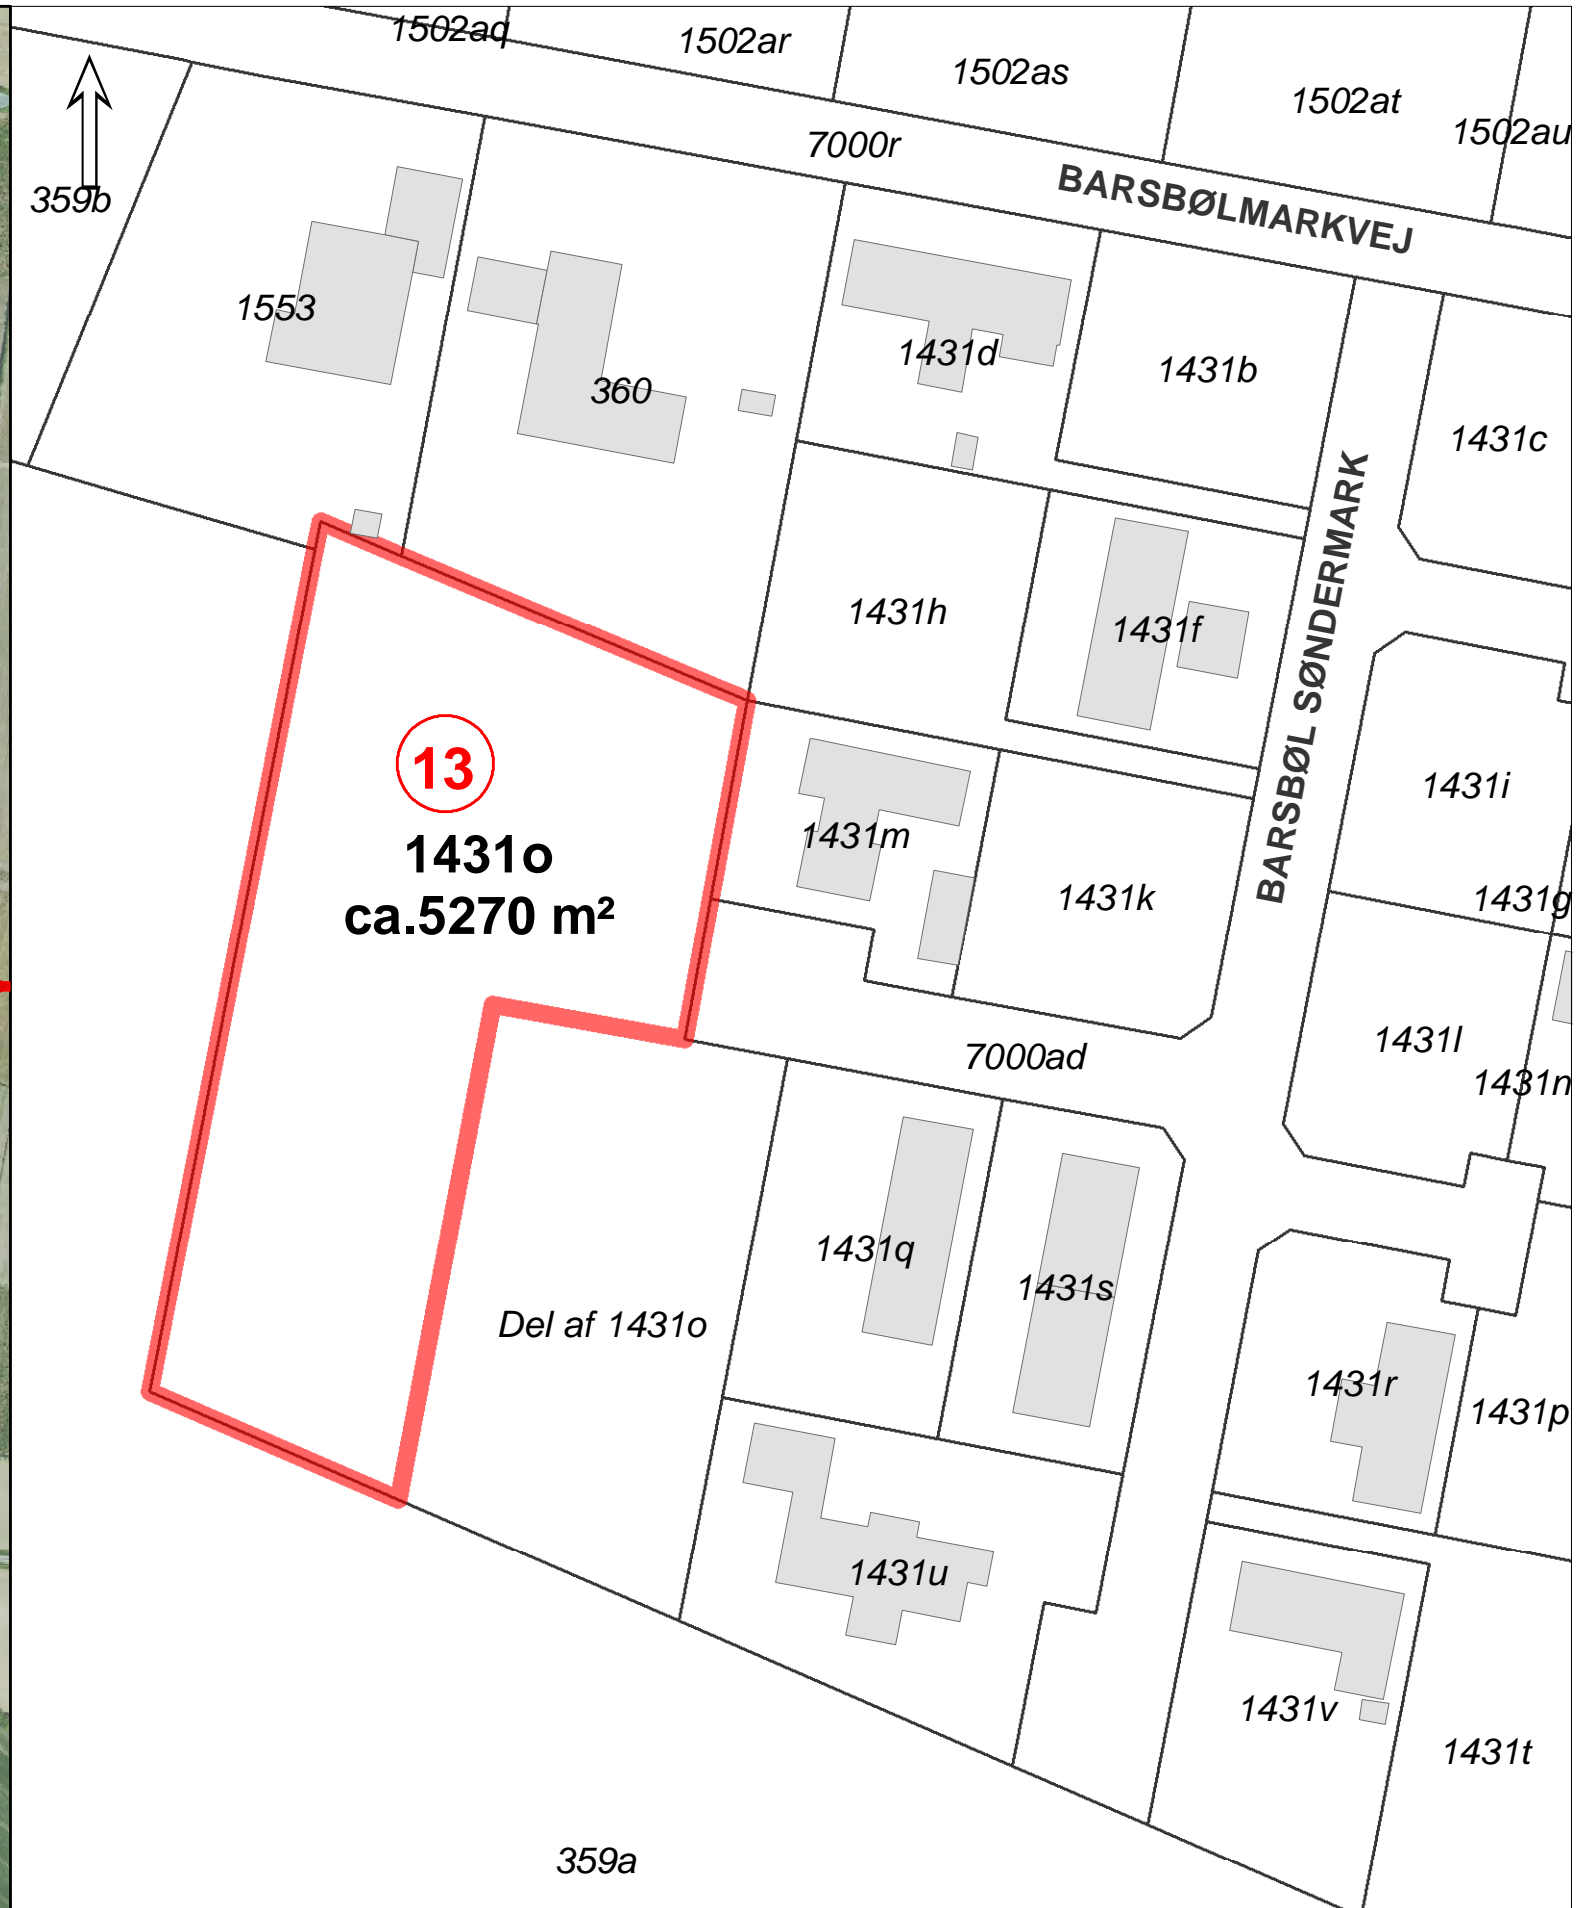 1502aq
1502ar
1502as
1502at
1502au
7000r
BARSBØLMARKVEJ
359b
1553
360
1431d
1431b
1431c
BARSBØL SØNDERMARK
1431h
1431f
13
1431o
ca.5270 m²
1431m
1431k
1431i
1431g
7000ad
1431l
1431n
1431q
1431s
Del af 1431o
1431r
1431p
1431u
1431v
1431t
359a